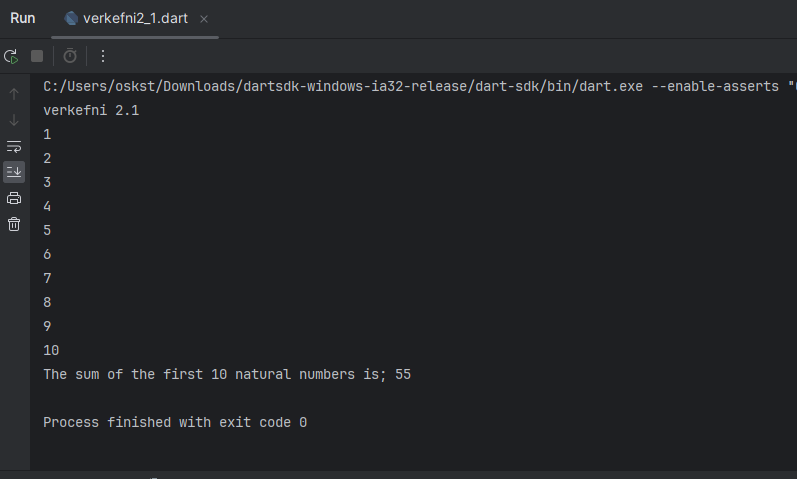 Run verkefni2_1.dart
C:/Users/oskst/Downloads/dartsdk-windows-ia32-release/dart-sdk/bin/dart.exe --enable-asserts "
verkefni 2.1
1
2
3
4
5
6
7
8
9
10
The sum of the first 10 natural numbers is; 55
Process finished with exit code 0